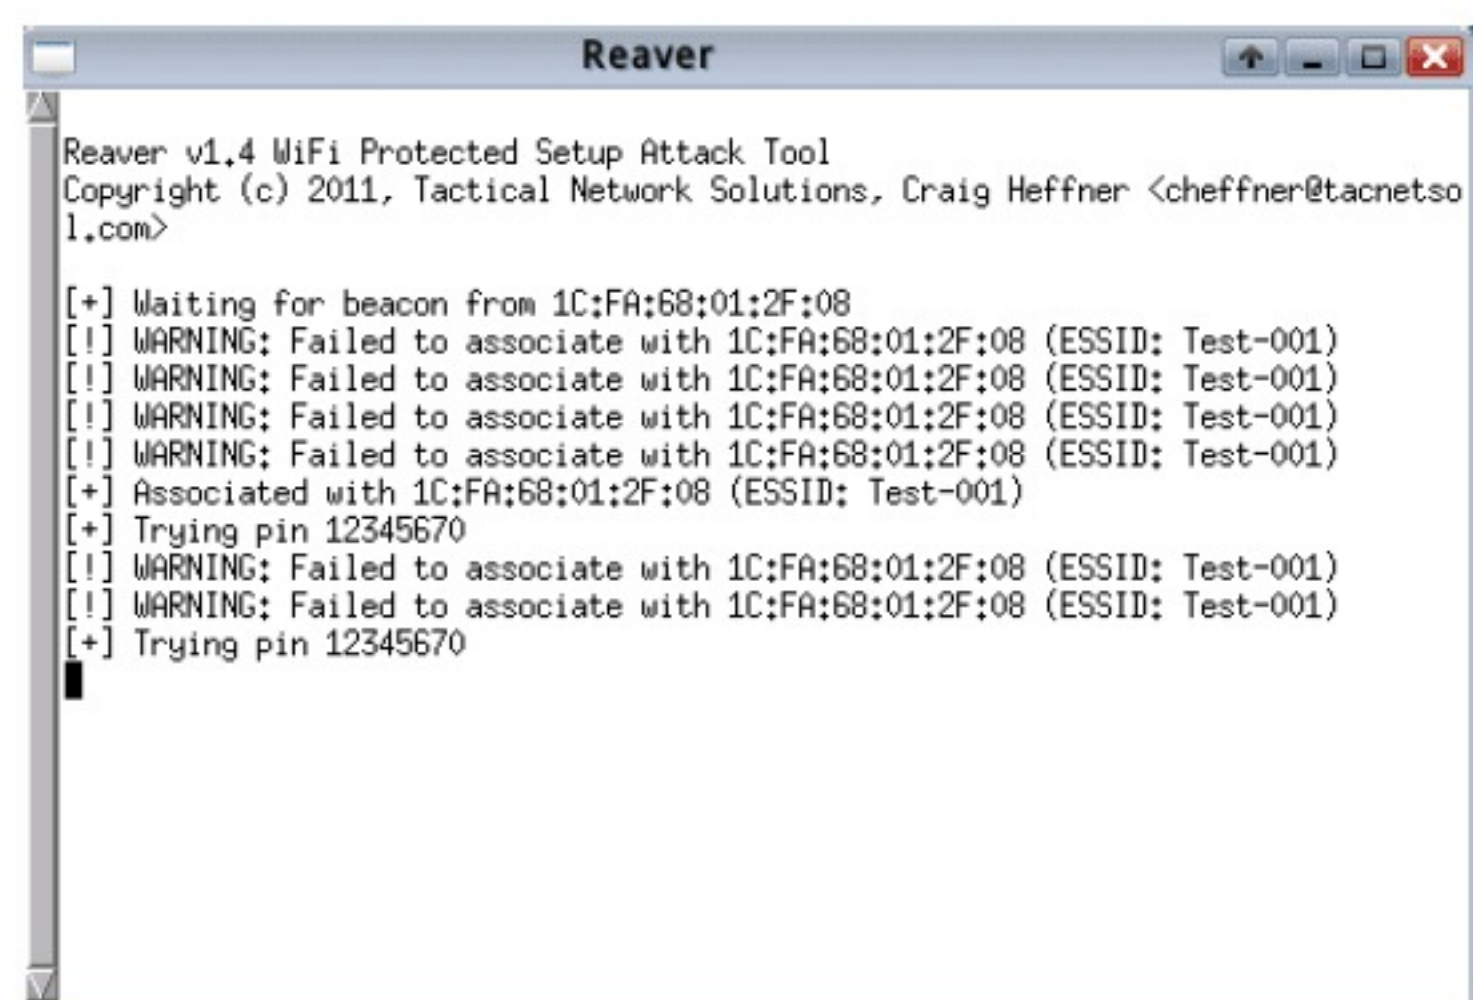 Reaver
Reaver v1.4 WiFi Protected Setup Attack Tool
Copyright (c) 2011, Tactical Network Solutions, Craig Heffner <cheffner@tacnetso
l.com>
[+] Waiting for beacon from 1C:FA:68:01:2F:08
[!] WARNING: Failed to associate with 1C:FA:68:01:2F:08 (ESSID: Test-001)
[!] WARNING: Failed to associate with 1C:FA:68:01:2F:08 (ESSID: Test-001)
[!] WARNING: Failed to associate with 1C:FA:68:01:2F:08 (ESSID: Test-001)
[!] WARNING: Failed to associate with 1C:FA:68:01:2F:08 (ESSID: Test-001)
[+] Associated with 1C:FA:68:01:2F:08 (ESSID: Test-001)
[+] Trying pin 12345670
[!] WARNING: Failed to associate with 1C:FA:68:01:2F:08 (ESSID: Test-001)
[!] WARNING: Failed to associate with 1C:FA:68:01:2F:08 (ESSID: Test-001)
[+] Trying pin 12345670